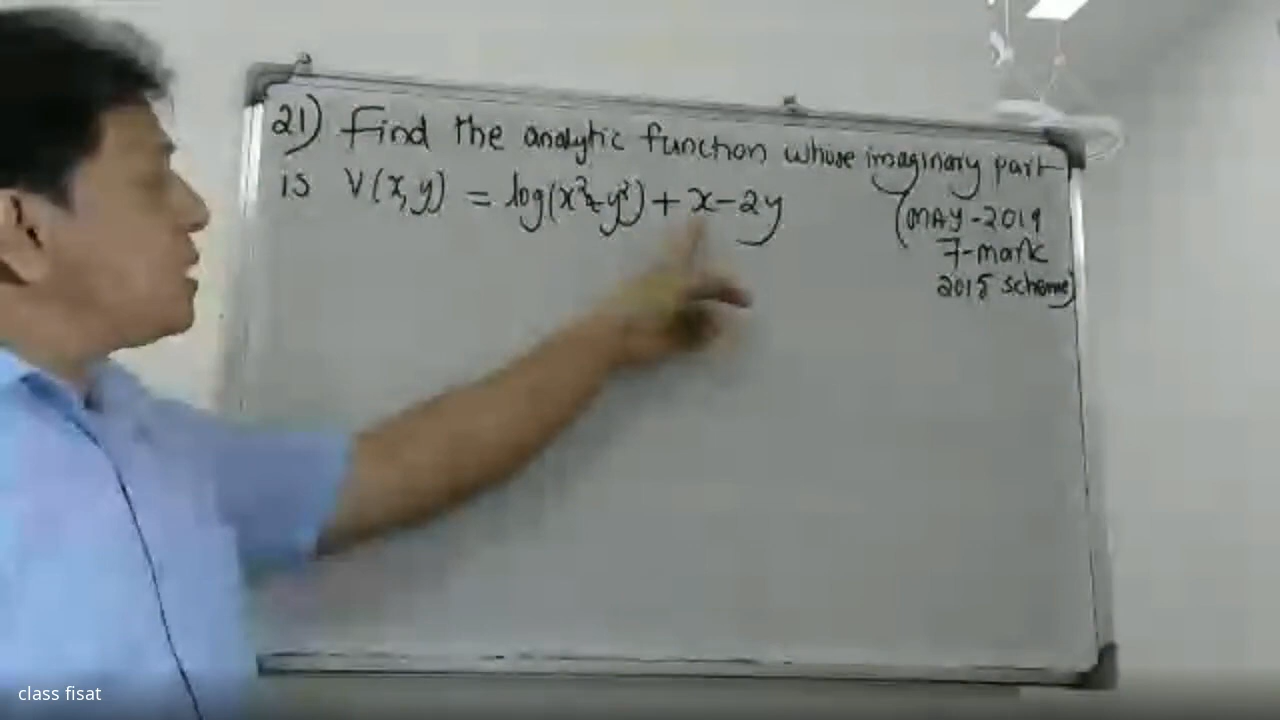 21) Find the analytic function whose imaginary part
is V(x,y) = log(x²+y²) + x - 2y
(MAY-2019
7-mark
2015 scheme)
class fisat